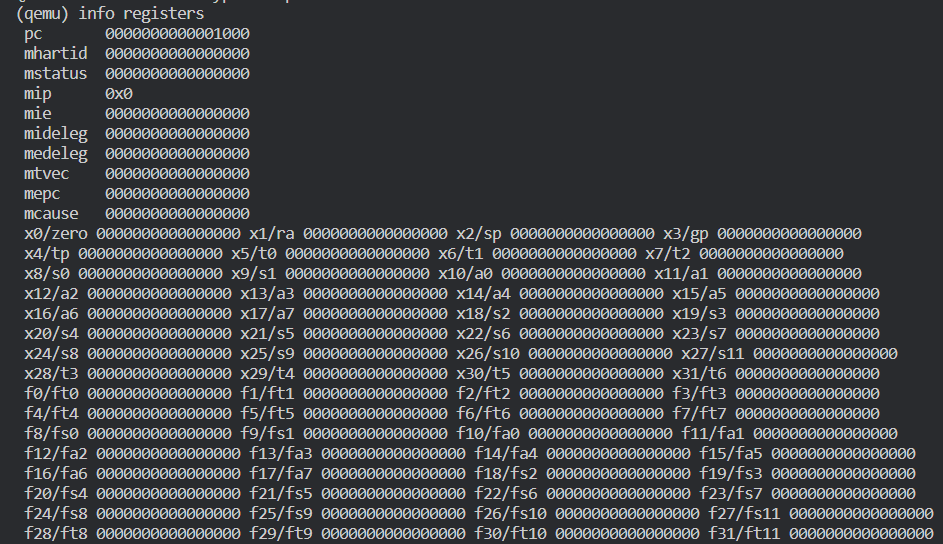 (qemu) info registers
pc 0000000000001000
mhartid 0000000000000000
mstatus 0000000000000000
mip 0x0
mie 0000000000000000
mideleg 0000000000000000
medeleg 0000000000000000
mtvec 0000000000000000
mepc 0000000000000000
mcause 0000000000000000
x0/zero 0000000000000000 x1/ra 0000000000000000 x2/sp 0000000000000000 x3/gp 0000000000000000
x4/tp 0000000000000000 x5/t0 0000000000000000 x6/t1 0000000000000000 x7/t2 0000000000000000
x8/s0 0000000000000000 x9/s1 0000000000000000 x10/a0 0000000000000000 x11/a1 0000000000000000
x12/a2 0000000000000000 x13/a3 0000000000000000 x14/a4 0000000000000000 x15/a5 0000000000000000
x16/a6 0000000000000000 x17/a7 0000000000000000 x18/s2 0000000000000000 x19/s3 0000000000000000
x20/s4 0000000000000000 x21/s5 0000000000000000 x22/s6 0000000000000000 x23/s7 0000000000000000
x24/s8 0000000000000000 x25/s9 0000000000000000 x26/s10 0000000000000000 x27/s11 0000000000000000
x28/t3 0000000000000000 x29/t4 0000000000000000 x30/t5 0000000000000000 x31/t6 0000000000000000
f0/ft0 0000000000000000 f1/ft1 0000000000000000 f2/ft2 0000000000000000 f3/ft3 0000000000000000
f4/ft4 0000000000000000 f5/ft5 0000000000000000 f6/ft6 0000000000000000 f7/ft7 0000000000000000
f8/fs0 0000000000000000 f9/fs1 0000000000000000 f10/fa0 0000000000000000 f11/fa1 0000000000000000
f12/fa2 0000000000000000 f13/fa3 0000000000000000 f14/fa4 0000000000000000 f15/fa5 0000000000000000
f16/fa6 0000000000000000 f17/fa7 0000000000000000 f18/fs2 0000000000000000 f19/fs3 0000000000000000
f20/fs4 0000000000000000 f21/fs5 0000000000000000 f22/fs6 0000000000000000 f23/fs7 0000000000000000
f24/fs8 0000000000000000 f25/fs9 0000000000000000 f26/fs10 0000000000000000 f27/fs11 0000000000000000
f28/ft8 0000000000000000 f29/ft9 0000000000000000 f30/ft10 0000000000000000 f31/ft11 0000000000000000